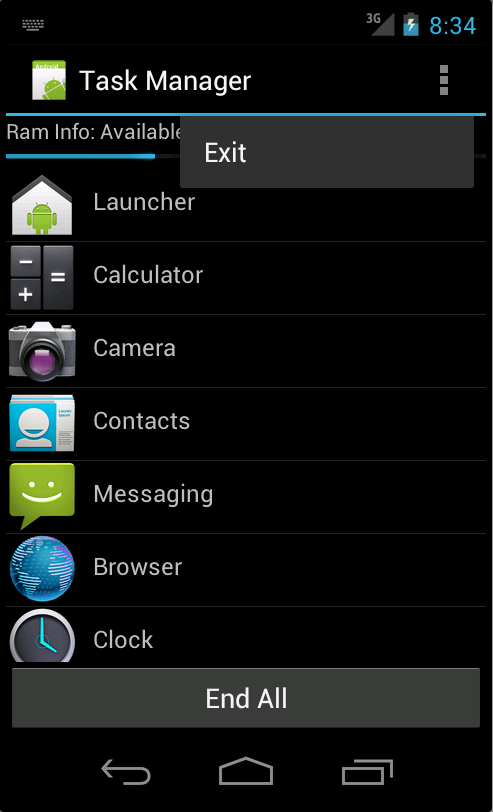 3G 8:34
Task Manager
Ram Info: Available
Exit
Launcher
Calculator
Camera
Contacts
Messaging
Browser
Clock
End All